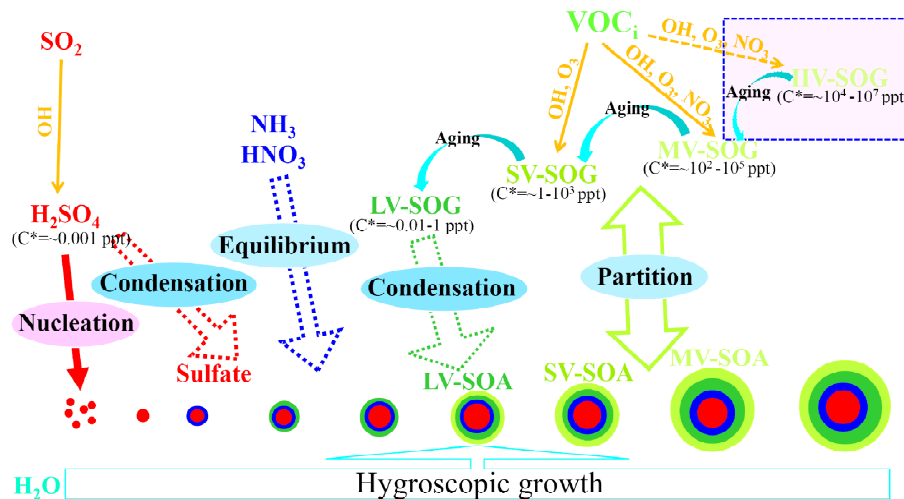 SO₂
VOCᵢ
OH, O₃, NO₃
OH, O₃
OH, O₃, NO₃
HV-SOG
(C*=~10⁴-10⁷ ppt)
Aging
OH
NH₃
HNO₃
Aging
Aging
MV-SOG
(C*=~10²-10⁵ ppt)
SV-SOG
(C*=~1-10³ ppt)
H₂SO₄
(C*=~0.001 ppt)
LV-SOG
(C*=~0.01-1 ppt)
Equilibrium
Condensation
Condensation
Partition
Nucleation
Sulfate
LV-SOA
SV-SOA
MV-SOA
H₂O
Hygroscopic growth